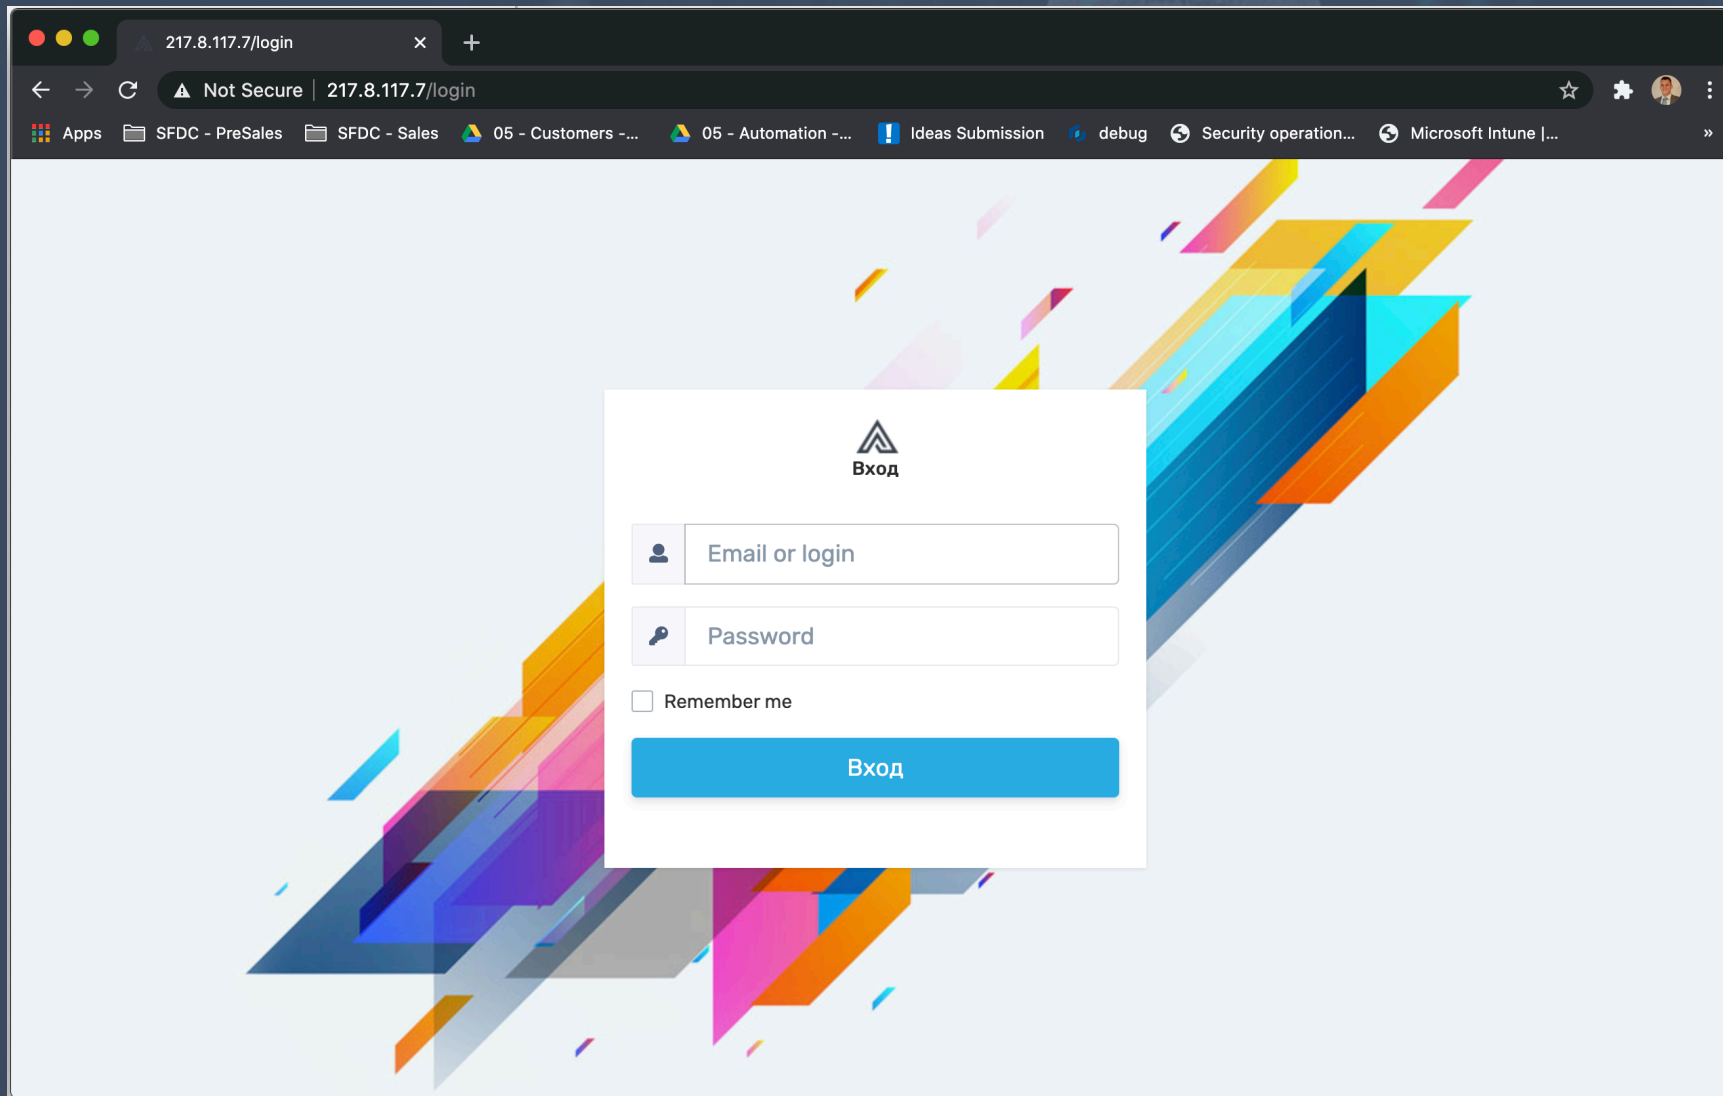 217.8.117.7/login
Not Secure 217.8.117.7/login
Apps SFDC - PreSales SFDC - Sales 05 - Customers -... 05 - Automation -... Ideas Submission debug Security operation... Microsoft Intune |... »
Вход
Email or login
Password
Remember me
Вход